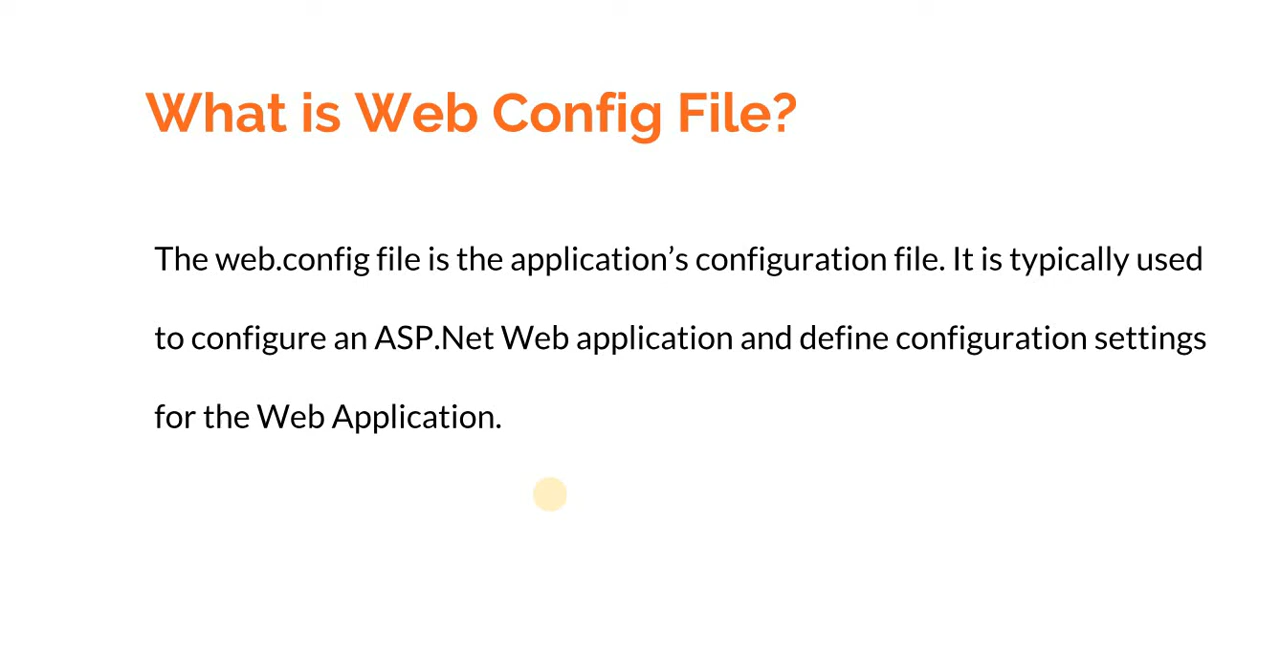 What is Web Config File?
The web.config file is the application’s configuration file. It is typically used
to configure an ASP.Net Web application and define configuration settings
for the Web Application.